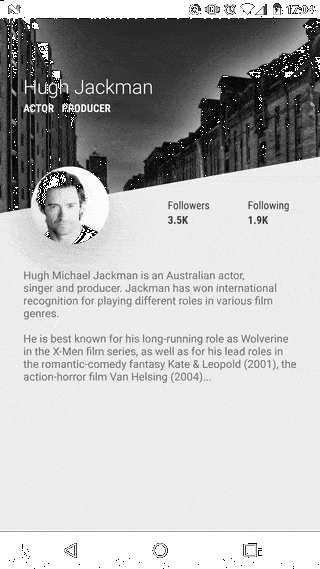 12:04
Hugh Jackman
ACTOR PRODUCER
Followers Following
3.5K 1.9K
Hugh Michael Jackman is an Australian actor,
singer and producer. Jackman has won international
recognition for playing different roles in various film
genres.
He is best known for his long-running role as Wolverine
in the X-Men film series, as well as for his lead roles in
the romantic-comedy fantasy Kate & Leopold (2001), the
action-horror film Van Helsing (2004)...